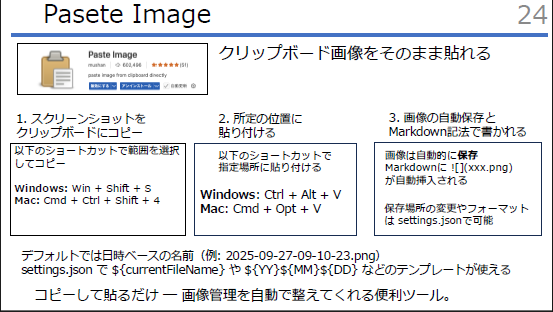 Pasete Image
24
Paste Image
mushan
603,498
(51)
paste image from clipboard directly
無効にする
アンインストール
自動更新
クリップボード画像をそのまま貼れる
1. スクリーンショットを
クリップボードにコピー
以下のショートカットで範囲を選択
してコピー
Windows: Win + Shift + S
Mac: Cmd + Ctrl + Shift + 4
2. 所定の位置に
貼り付ける
以下のショートカットで
指定場所に貼り付ける
Windows: Ctrl + Alt + V
Mac: Cmd + Opt + V
3. 画像の自動保存と
Markdown記法で書かれる
画像は自動的に保存
Markdownに ![](xxx.png)
が自動挿入される
保存場所の変更やフォーマット
は settings.jsonで可能
デフォルトでは日時ベースの名前（例: 2025-09-27-09-10-23.png）
settings.json で ${currentFileName} や ${YY}${MM}${DD} などのテンプレートが使える
コピーして貼るだけ — 画像管理を自動で整えてくれる便利ツール。